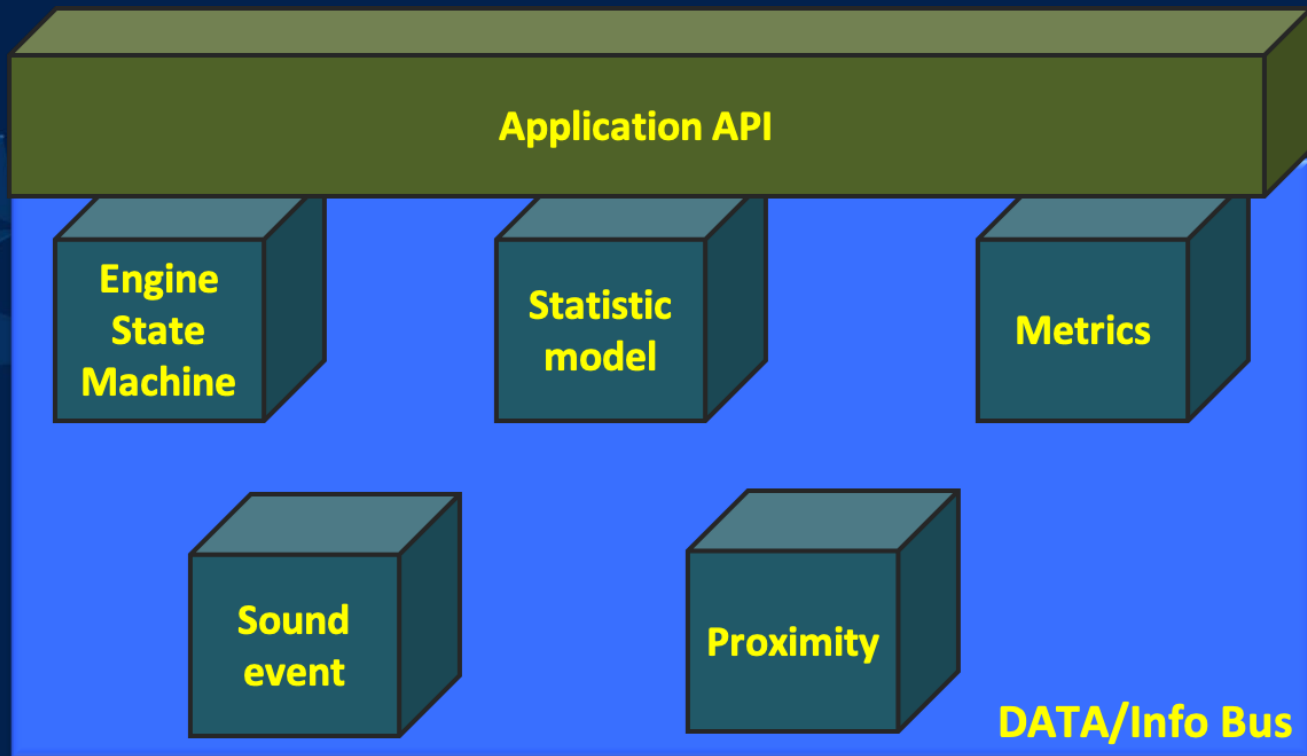 Application API
Engine
State
Machine
Statistic
model
Metrics
Sound
event
Proximity
DATA/Info Bus